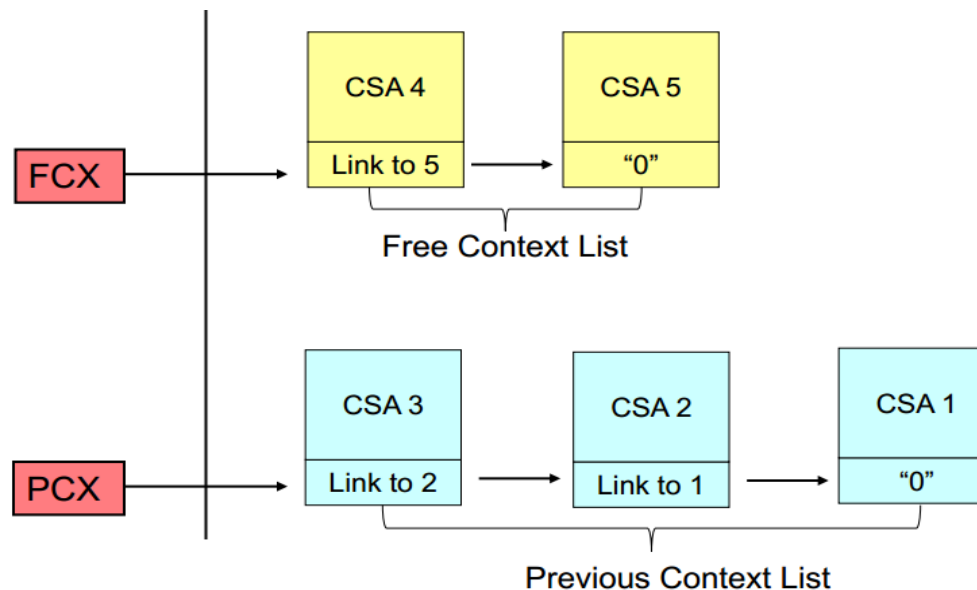 CSA 4
CSA 5
FCX
Link to 5
“0”
Free Context List
CSA 3
CSA 2
CSA 1
PCX
Link to 2
Link to 1
“0”
Previous Context List